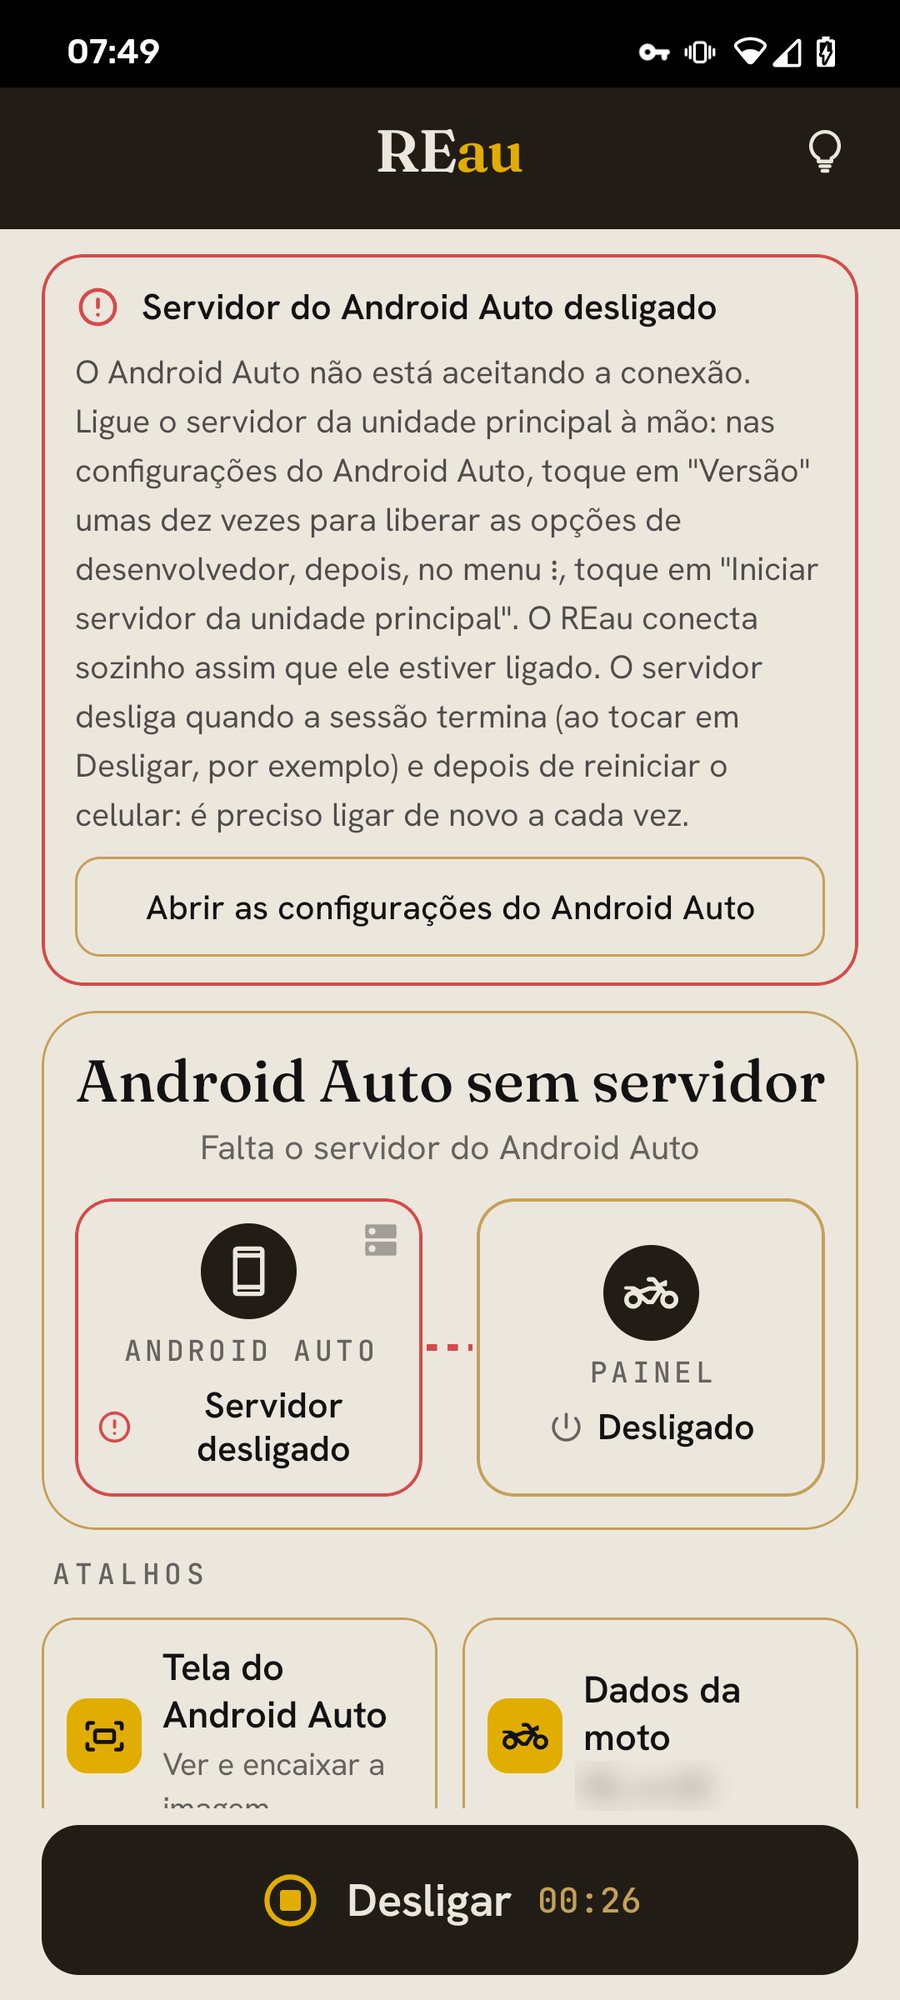 07:49
REau
Servidor do Android Auto desligado
O Android Auto não está aceitando a conexão.
Ligue o servidor da unidade principal à mão: nas
configurações do Android Auto, toque em "Versão"
umas dez vezes para liberar as opções de
desenvolvedor, depois, no menu ⋮, toque em "Iniciar
servidor da unidade principal". O REau conecta
sozinho assim que ele estiver ligado. O servidor
desliga quando a sessão termina (ao tocar em
Desligar, por exemplo) e depois de reiniciar o
celular: é preciso ligar de novo a cada vez.
Abrir as configurações do Android Auto
Android Auto sem servidor
Falta o servidor do Android Auto
ANDROID AUTO
Servidor
desligado
PAINEL
Desligado
ATALHOS
Tela do
Android Auto
Ver e encaixar a
imagem
Dados da
moto
Desligar 00:26